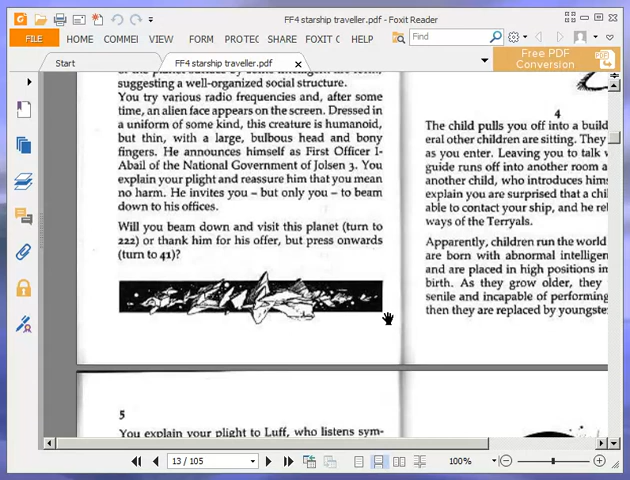 FF4 starship traveller.pdf - Foxit Reader
FILE HOME COMMEI VIEW FORM PROTEC SHARE FOXIT C HELP Find
Start FF4 starship traveller.pdf Free PDF
Conversion
suggesting a well-organized social structure.
You try various radio frequencies and, after some
time, an alien face appears on the screen. Dressed in
a uniform of some kind, this creature is humanoid,
but thin, with a large, bulbous head and bony
fingers. He announces himself as First Officer 1-
Abail of the National Government of Jolsen 3. You
explain your plight and reassure him that you mean
no harm. He invites you – but only you – to beam
down to his offices.
Will you beam down and visit this planet (turn to
222) or thank him for his offer, but press onwards
(turn to 41)?
4
The child pulls you off into a build
eral other children are sitting. They
as you enter. Leaving you to talk
guide runs off into another room a
another child, who introduces hims
explain you are surprised that a chil
able to contact your ship, and he rel
ways of the Terryals.
Apparently, children run the world
are born with abnormal intelligen
and are placed in high positions im
birth. As they grow older, they
senile and incapable of performing
then they are replaced by youngste
5
You explain your plight to Luff, who listens sym-
13 / 105 100%